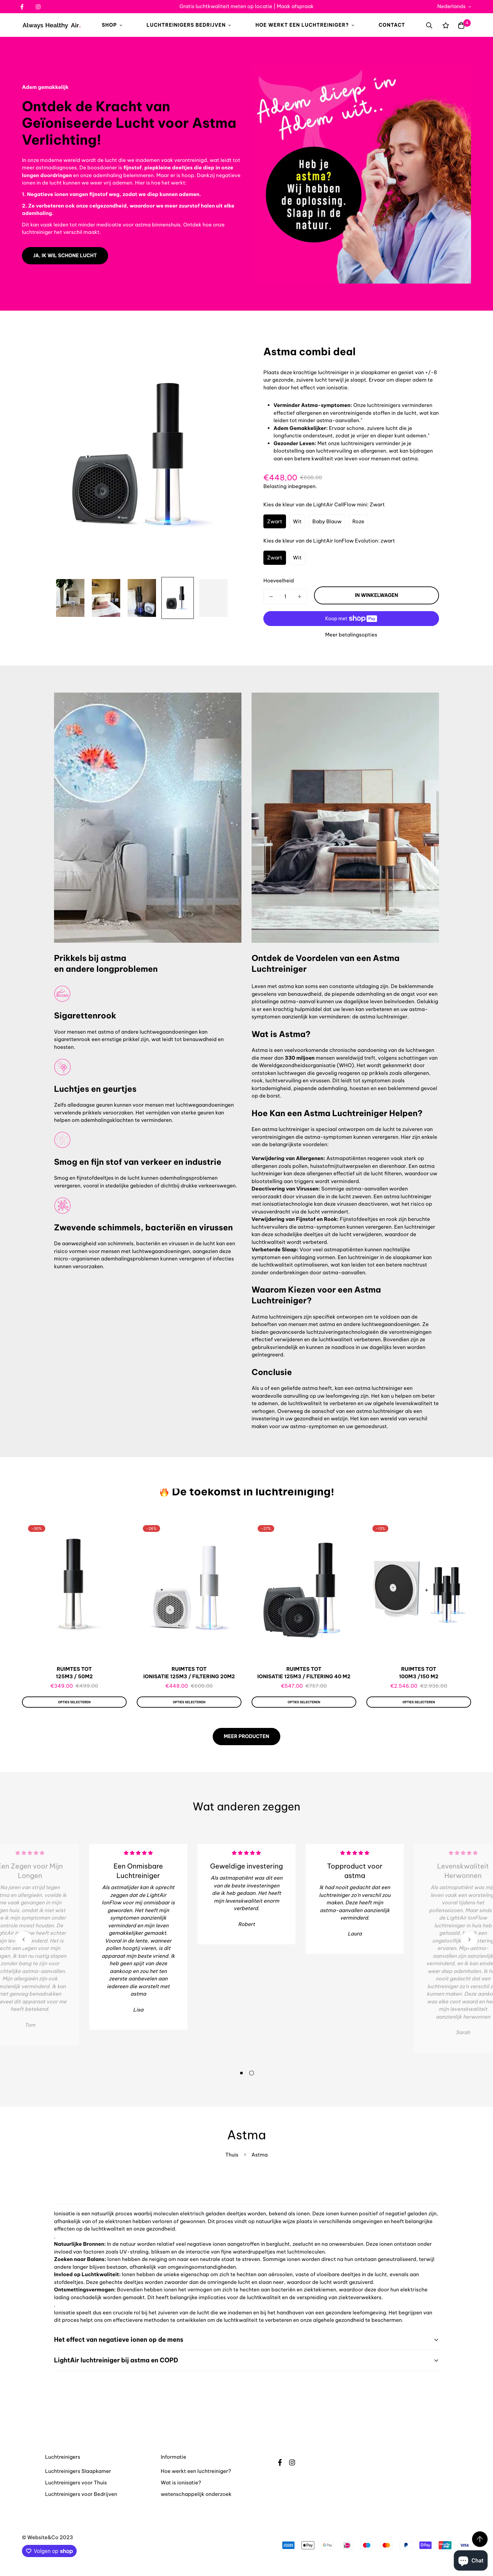 Gratis luchtkwaliteit meten op locatie | Maak afspraak
Nederlands
Always Healthy Air.
SHOP
LUCHTREINIGERS BEDRIJVEN
HOE WERKT EEN LUCHTREINIGER?
CONTACT
Adem gemakkelijk
Ontdek de Kracht van
Geïoniseerde Lucht voor Astma
Verlichting!
In onze moderne wereld wordt de lucht die we inademen vaak verontreinigd, wat leidt tot
meer astmadiagnoses. De boosdoener is fijnstof, piepkleine deeltjes die diep in onze
longen doordringen en onze ademhaling belemmeren. Maar er is hoop. Dankzij negatieve
ionen in de lucht kunnen we weer vrij ademen. Hier is hoe het werkt:
1. Negatieve ionen vangen fijnstof weg, zodat we diep kunnen ademen.
2. Ze verbeteren ook onze celgezondheid, waardoor we meer zuurstof halen uit elke
ademhaling.
Dit kan vaak leiden tot minder medicatie voor astma binnenshuis. Ontdek hoe onze
luchtreiniger het verschil maakt.
JA, IK WIL SCHONE LUCHT
Adem diep in
Adem diep uit..
Heb je
astma?
Wij hebben
de oplossing.
Slaap in de
natuur.
Astma combi deal
Plaats deze krachtige luchtreiniger in je slaapkamer en geniet van +/-8
uur gezonde, zuivere lucht terwijl je slaapt. Ervaar om dieper adem te
halen door het effect van ionisatie.
Verminder Astma-symptomen: Onze luchtreinigers verminderen
effectief allergenen en verontreinigende stoffen in de lucht, wat kan
leiden tot minder astma-aanvallen."
Adem Gemakkelijker: Ervaar schone, zuivere lucht die je
longfunctie ondersteunt, zodat je vrijer en dieper kunt ademen."
Gezonder Leven: Met onze luchtreinigers verminder je je
blootstelling aan luchtvervuiling en allergenen, wat kan bijdragen
aan een betere kwaliteit van leven voor mensen met astma.
€448,00
Belasting inbegrepen.
Kies de kleur van de LightAir CellFlow mini: Zwart
Zwart
Wit
Baby Blauw
Roze
Kies de kleur van de LightAir IonFlow Evolution: zwart
Zwart
Wit
Hoeveelheid
− 1 +
IN WINKELWAGEN
Koop met shop Pay
Meer betalingsopties
Prikkels bij astma
en andere longproblemen
Sigarettenrook
Voor mensen met astma of andere luchtwegaandoeningen kan
sigarettenrook een ernstige prikkel zijn, wat leidt tot benauwdheid en
hoesten.
Luchtjes en geurtjes
Zelfs alledaagse geuren kunnen voor mensen met luchtwegaandoeningen
vervelende prikkels veroorzaken. Het vermijden van sterke geuren kan
helpen om ademhalingsklachten te verminderen.
Smog en fijn stof van verkeer en industrie
Smog en fijnstofdeeltjes in de lucht kunnen ademhalingsproblemen
verergeren, vooral in stedelijke gebieden of dichtbij drukke verkeerswegen.
Zwevende schimmels, bacteriën en virussen
De aanwezigheid van schimmels, bacteriën en virussen in de lucht kan een
risico vormen voor mensen met luchtwegaandoeningen, aangezien deze
micro-organismen ademhalingsproblemen kunnen verergeren of infecties
kunnen veroorzaken.
Ontdek de Voordelen van een Astma
Luchtreiniger
Leven met astma kan soms een constante uitdaging zijn. De beklemmende
gevoelens van benauwdheid, de piepende ademhaling en de angst voor een
plotselinge astma-aanval kunnen uw dagelijkse leven beïnvloeden. Gelukkig
is er een krachtig hulpmiddel dat uw leven kan verbeteren en uw astma-
symptomen aanzienlijk kan verminderen: de astma luchtreiniger.
Wat is Astma?
Astma is een veelvoorkomende chronische aandoening van de luchtwegen
die meer dan 330 miljoen mensen wereldwijd treft, volgens schattingen van
de Wereldgezondheidsorganisatie (WHO). Het wordt gekenmerkt door
ontstoken luchtwegen die gevoelig reageren op prikkels zoals allergenen,
rook, luchtvervuiling en virussen. Dit leidt tot symptomen zoals
kortademigheid, piepende ademhaling, hoesten en een beklemmend gevoel
op de borst.
Hoe Kan een Astma Luchtreiniger Helpen?
Een astma luchtreiniger is speciaal ontworpen om de lucht te zuiveren van
verontreinigingen die astma-symptomen kunnen verergeren. Hier zijn enkele
van de belangrijkste voordelen:
Verwijdering van Allergenen: Astmapatiënten reageren vaak sterk op
allergenen zoals pollen, huisstofmijtuitwerpselen en dierenhaar. Een astma
luchtreiniger kan deze allergenen effectief uit de lucht filteren, waardoor uw
blootstelling aan triggers wordt verminderd.
Deactivering van Virussen: Sommige astma-aanvallen worden
veroorzaakt door virussen die in de lucht zweven. Een astma luchtreiniger
met ionisatietechnologie kan deze virussen deactiveren, wat het risico op
virusverwante astma-aanvallen vermindert.
Verlichting van Fijnstof en Rook: Fijnstofdeeltjes en rook zijn beruchte
luchtvervuilers die astma-symptomen kunnen verergeren. Een luchtreiniger
kan deze schadelijke deeltjes uit de lucht verwijderen, waardoor de
luchtkwaliteit wordt verbeterd.
Verbeterde Slaap: Voor veel astmapatiënten kunnen nachtelijke
symptomen een uitdaging vormen. Een luchtreiniger in de slaapkamer kan
de luchtkwaliteit optimaliseren, wat kan leiden tot een betere nachtrust
zonder onderbrekingen door astma-aanvallen.
Waarom Kiezen voor een Astma
Luchtreiniger?
Astma luchtreinigers zijn specifiek ontworpen om te voldoen aan de
behoeften van mensen met astma en andere luchtwegaandoeningen. Ze
bieden geavanceerde luchtzuiveringstechnologieën die verontreinigingen
effectief verwijderen en bieden verlichting van symptomen. Bovendien zijn ze
gebruiksvriendelijk en kunnen ze naadloos in uw dagelijks leven worden
geïntegreerd.
Conclusie
Als u of een geliefde astma heeft, kan een astma luchtreiniger een
waardevolle aanvulling op uw leefomgeving zijn. Het kan u helpen om beter
te ademen, de luchtkwaliteit te verbeteren en uw algehele levenskwaliteit te
verhogen. Overweeg de aanschaf van een astma luchtreiniger als een
investering in uw gezondheid en welzijn. Het kan een wereld van verschil
maken voor uw astma-symptomen en uw gemoedsrust.
De toekomst in luchtreiniging!
RUIMTES TOT
125M3 / 50M2
€349.00 €499.00
OPTIES SELECTEREN
RUIMTES TOT
IONISATIE 125M3 / FILTERING 20M2
€448,00
OPTIES SELECTEREN
RUIMTES TOT
IONISATIE 125M3 / FILTERING 40 M2
€547,00
OPTIES SELECTEREN
RUIMTES TOT
100M3 /150 M2
€2.546,00
OPTIES SELECTEREN
MEER PRODUCTEN
Wat anderen zeggen
Een Zegen voor Mijn
Longen
Tom
Een Onmisbare
Luchtreiniger
Als astmalijder kan ik oprecht
zeggen dat de LightAir
IonFlow voor mij onmisbaar is
geworden. Het heeft mijn
symptomen aanzienlijk
verminderd en mijn leven
gemakkelijker gemaakt.
Vooral in de lente, wanneer
pollen hoogtij vieren, is dit
apparaat mijn beste vriend. Ik
heb geen spijt van deze
aankoop en zou het ten
zeerste aanbevelen aan
iedereen die worstelt met
astma
Lisa
Geweldige investering
Als astmapatiënt was dit een
van de beste investeringen
die ik heb gedaan. Het heeft
mijn leven enorm
verbeterd.
Robert
Topproduct voor
astma
Ik had nooit gedacht dat een
luchtreiniger zo'n verschil zou
maken. Deze heeft mijn
astma-aanvallen aanzienlijk
verminderd.
Laura
Levenskwaliteit
Herwonnen
Sarah
Astma
Thuis
Astma
Ionisatie is een natuurlijk proces waarbij moleculen elektrisch geladen deeltjes worden, bekend als ionen. Deze ionen kunnen positief of negatief geladen zijn,
afhankelijk van of ze elektronen hebben verloren of gewonnen. Dit proces vindt op natuurlijke wijze plaats in verschillende omgevingen en heeft belangrijke
effecten op de luchtkwaliteit en onze gezondheid.
Natuurlijke Bronnen: In de natuur worden relatief veel negatieve ionen aangetroffen in berglucht, zeelucht en na onweersbuien. Deze ionen ontstaan onder
invloed van factoren zoals UV-straling, bliksem en de interactie van fijne waterdruppeltjes met luchtmoleculen.
Zoeken naar Balans: Ionen hebben de neiging om naar een neutrale staat te streven. Sommige ionen worden direct na hun ontstaan geneutraliseerd, terwijl
andere langer blijven bestaan, afhankelijk van omgevingsomstandigheden.
Invloed op Luchtkwaliteit: Ionen hebben de unieke eigenschap om zich te hechten aan aërosolen, vaste of vloeibare deeltjes in de lucht, evenals aan
stofdeeltjes. Deze gehechte deeltjes worden zwaarder dan de omringende lucht en slaan neer, waardoor de lucht wordt gezuiverd.
Ontsmettingsvermogen: Bovendien hebben ionen het vermogen om zich te hechten aan bacteriën en ziektekiemen, waardoor deze door hun elektrische
lading onschadelijk worden gemaakt. Dit heeft belangrijke implicaties voor de luchtkwaliteit en de verspreiding van ziekteverwekkers.
Ionisatie speelt dus een cruciale rol bij het zuiveren van de lucht die we inademen en bij het handhaven van een gezondere leefomgeving. Het begrijpen van
dit proces helpt ons om effectievere methoden te ontwikkelen om de luchtkwaliteit te verbeteren en onze algehele gezondheid te beschermen.
Het effect van negatieve ionen op de mens
LightAir luchtreiniger bij astma en COPD
Luchtreinigers
Luchtreinigers Slaapkamer
Luchtreinigers voor Thuis
Luchtreinigers voor Bedrijven
Informatie
Hoe werkt een luchtreiniger?
Wat is ionisatie?
wetenschappelijk onderzoek
© Website&Co 2023
Volgen op shop
Chat